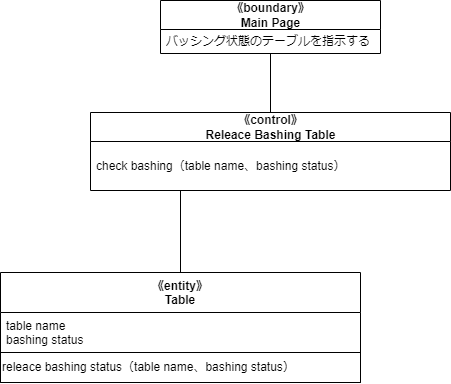 《boundary》
Main Page
バッシング状態のテーブルを指示する
《control》
Releace Bashing Table
check bashing（table name、bashing status）
《entity》
Table
table name
bashing status
releace bashing status（table name、bashing status）